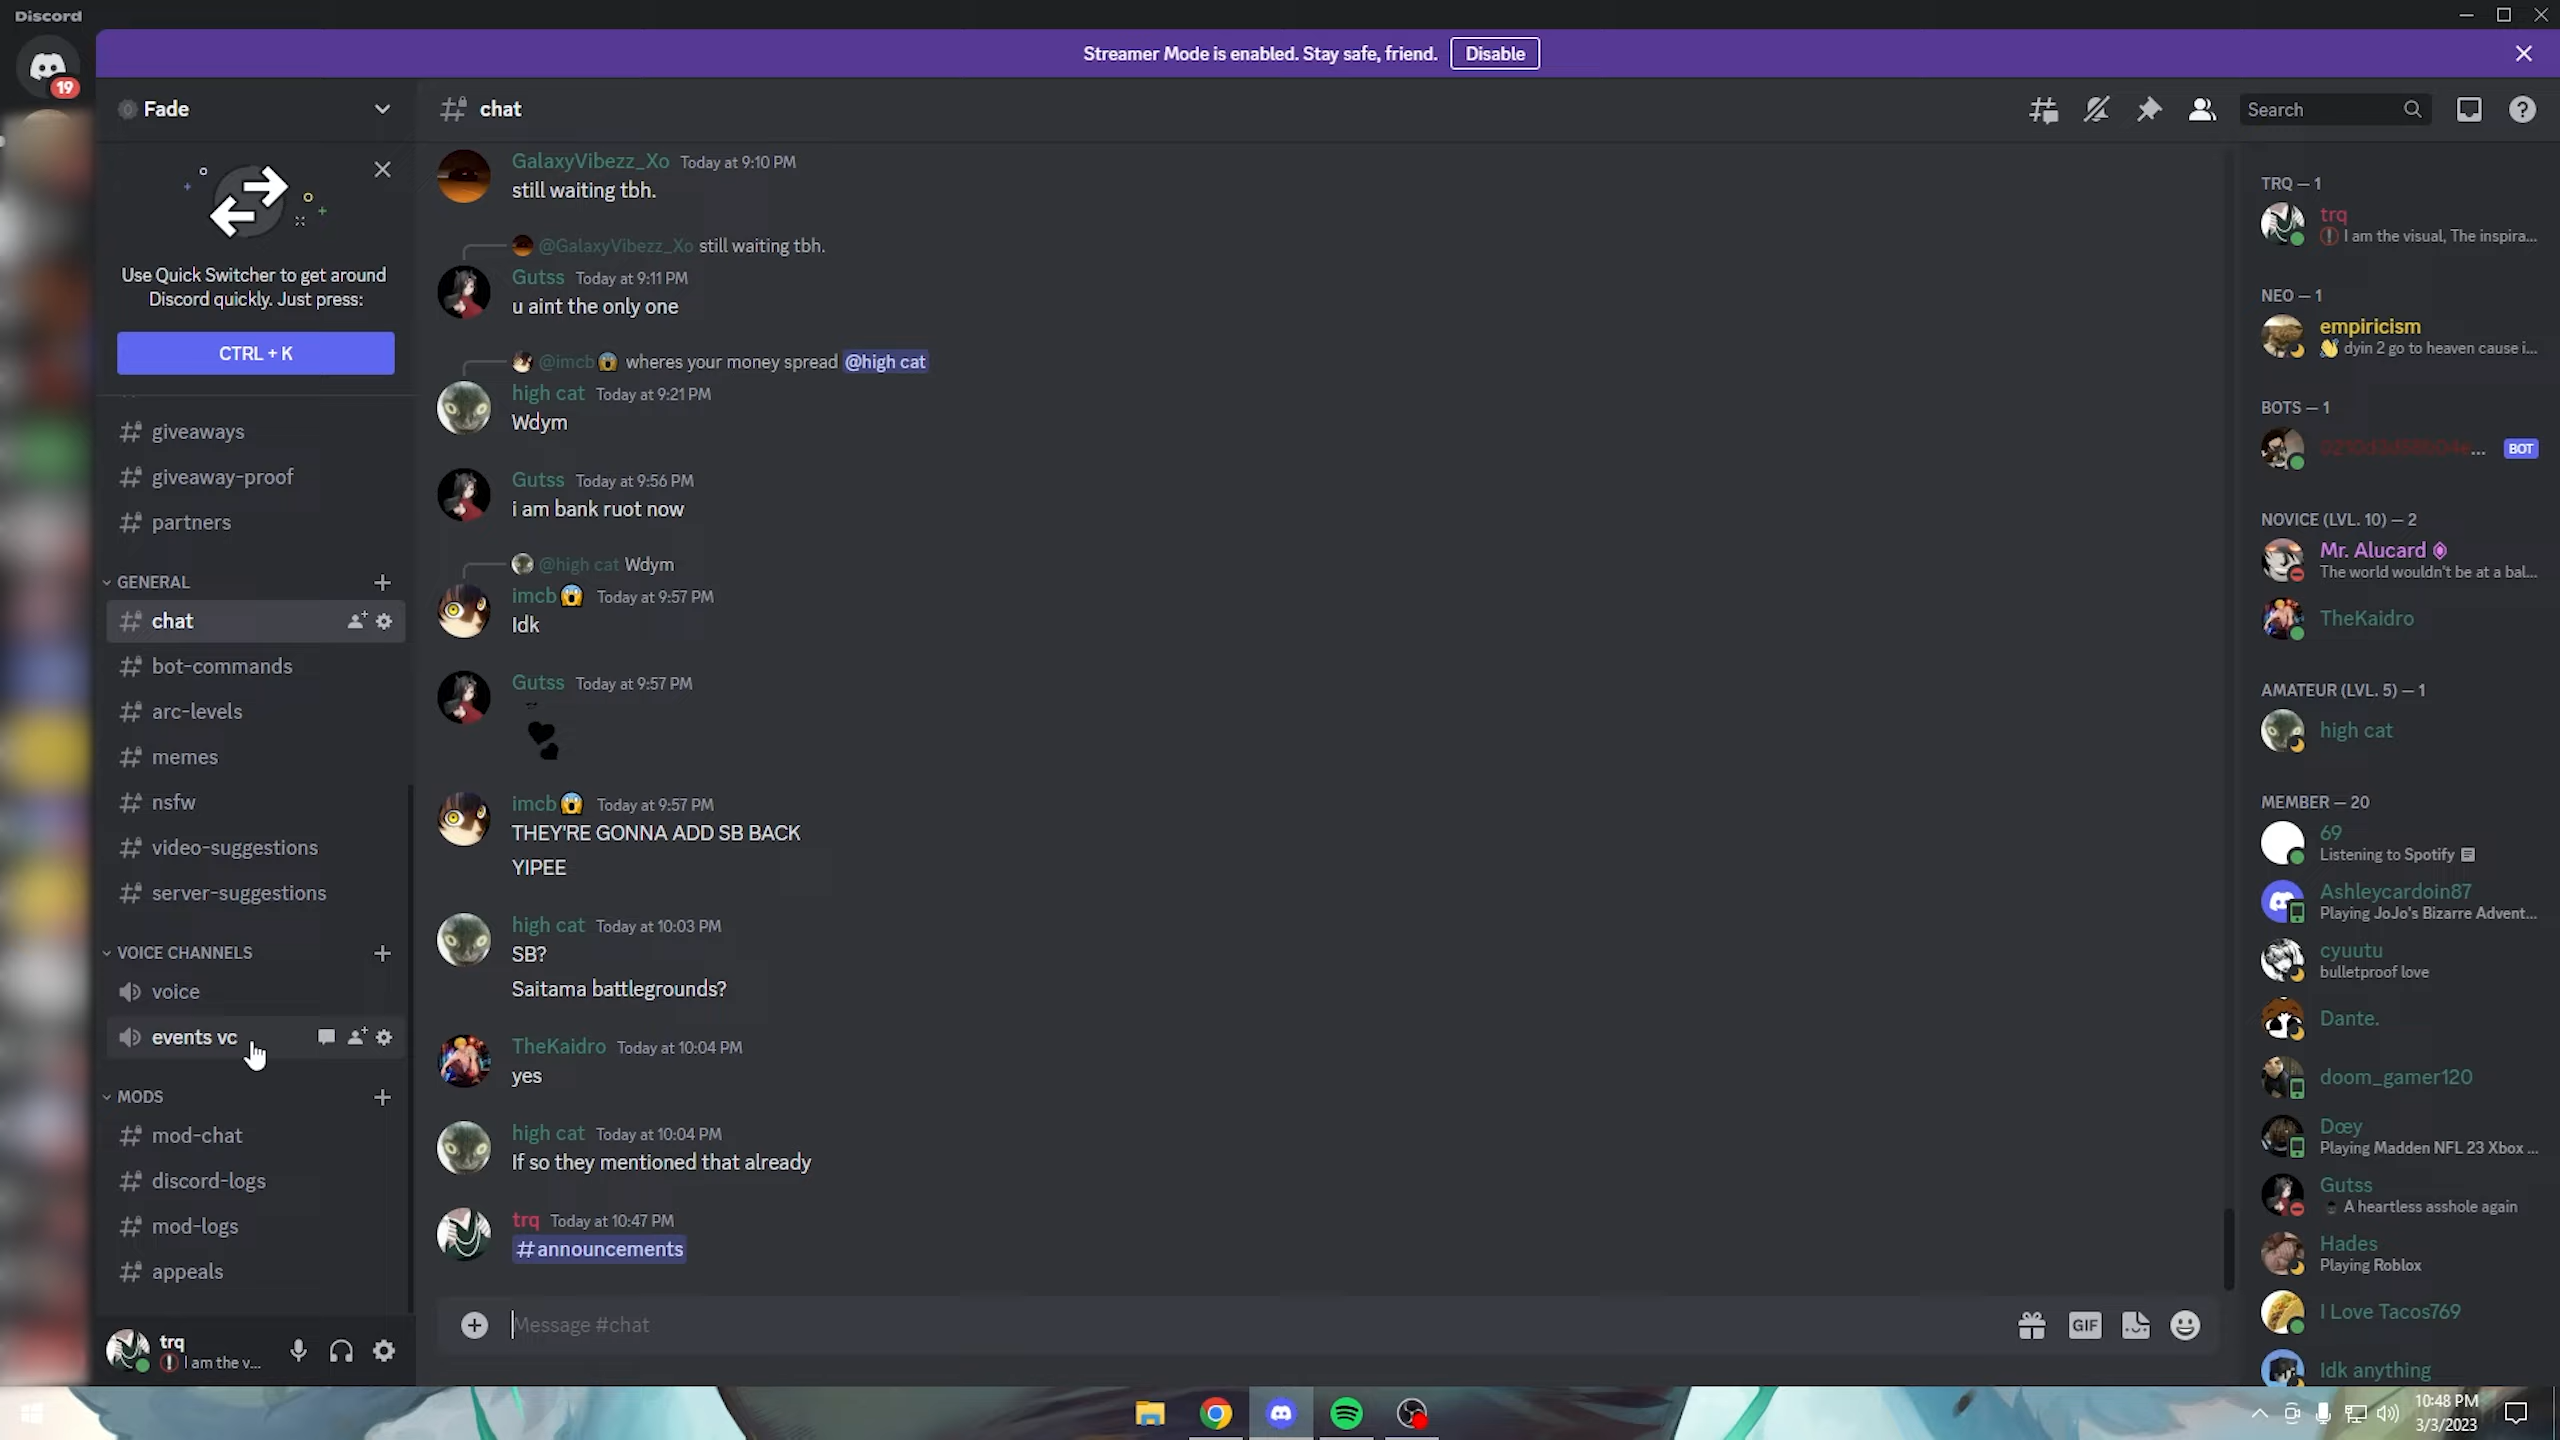 Discord
Streamer Mode is enabled. Stay safe, friend. Disable
19
Fade
Use Quick Switcher to get around
Discord quickly. Just press:
CTRL + K
giveaways
giveaway-proof
partners
GENERAL
chat
bot-commands
arc-levels
memes
nsfw
video-suggestions
server-suggestions
VOICE CHANNELS
voice
events vc
MODS
mod-chat
discord-logs
mod-logs
appeals
trq
I am the v...
chat
Search
GalaxyVibezz_Xo Today at 9:10 PM
still waiting tbh.
@GalaxyVibezz_Xo still waiting tbh.
Gutss Today at 9:11 PM
u aint the only one
@imcb😱 wheres your money spread @high cat
high cat Today at 9:21 PM
Wdym
Gutss Today at 9:56 PM
i am bank ruot now
@high cat Wdym
imcb😱 Today at 9:57 PM
Idk
Gutss Today at 9:57 PM
imcb😱 Today at 9:57 PM
THEY'RE GONNA ADD SB BACK
YIPEE
high cat Today at 10:03 PM
SB?
Saitama battlegrounds?
TheKaidro Today at 10:04 PM
yes
high cat Today at 10:04 PM
If so they mentioned that already
trq Today at 10:47 PM
#announcements
Message #chat
GIF
TRQ — 1
trq
I am the visual, The inspira...
NEO — 1
empiricism
👋 dyin 2 go to heaven cause i...
BOTS — 1
BOT
NOVICE (LVL. 10) — 2
Mr. Alucard
The world wouldn't be at a bal...
TheKaidro
AMATEUR (LVL. 5) — 1
high cat
MEMBER — 20
69
Listening to Spotify
Ashleycardoin87
Playing JoJo's Bizarre Advent...
cyuutu
bulletproof love
Dante.
doom_gamer120
Dœy
Playing Madden NFL 23 Xbox ...
Gutss
A heartless asshole again
Hades
Playing Roblox
I Love Tacos769
Idk anything
10:48 PM
3/3/2023